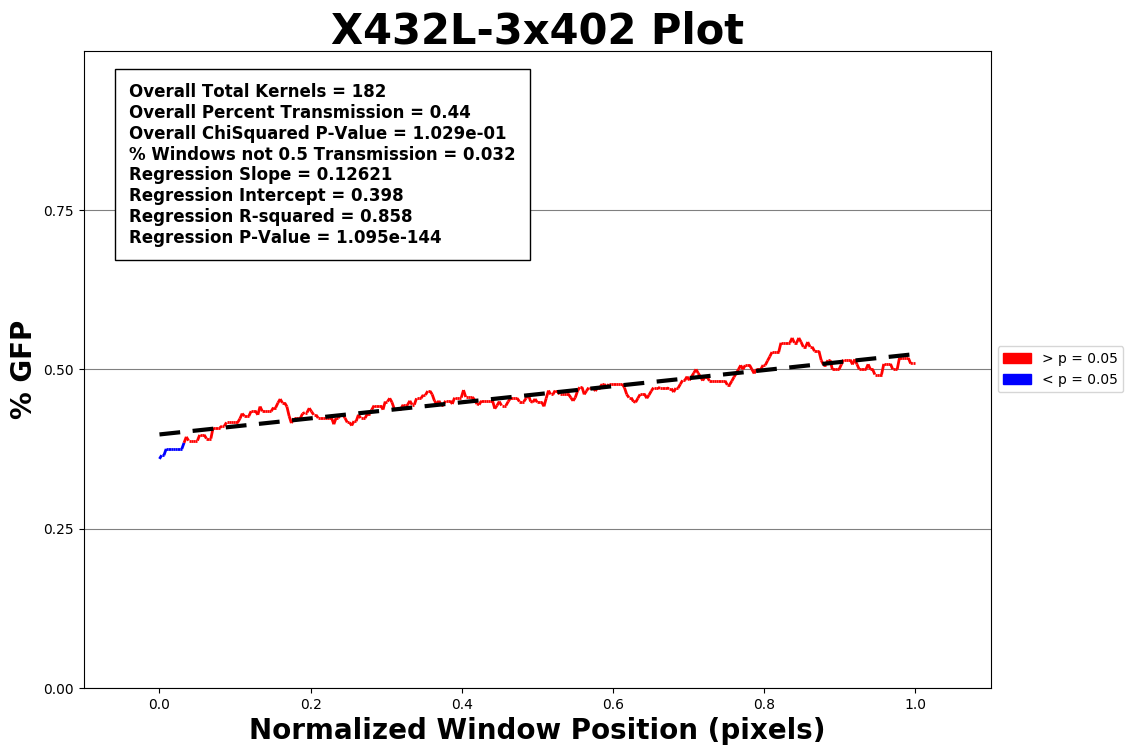 X432L-3x402 Plot
Overall Total Kernels = 182
Overall Percent Transmission = 0.44
Overall ChiSquared P-Value = 1.029e-01
% Windows not 0.5 Transmission = 0.032
Regression Slope = 0.12621
Regression Intercept = 0.398
Regression R-squared = 0.858
Regression P-Value = 1.095e-144
% GFP
0.75
0.50
0.25
0.00
> p = 0.05
< p = 0.05
0.0 0.2 0.4 0.6 0.8 1.0
Normalized Window Position (pixels)